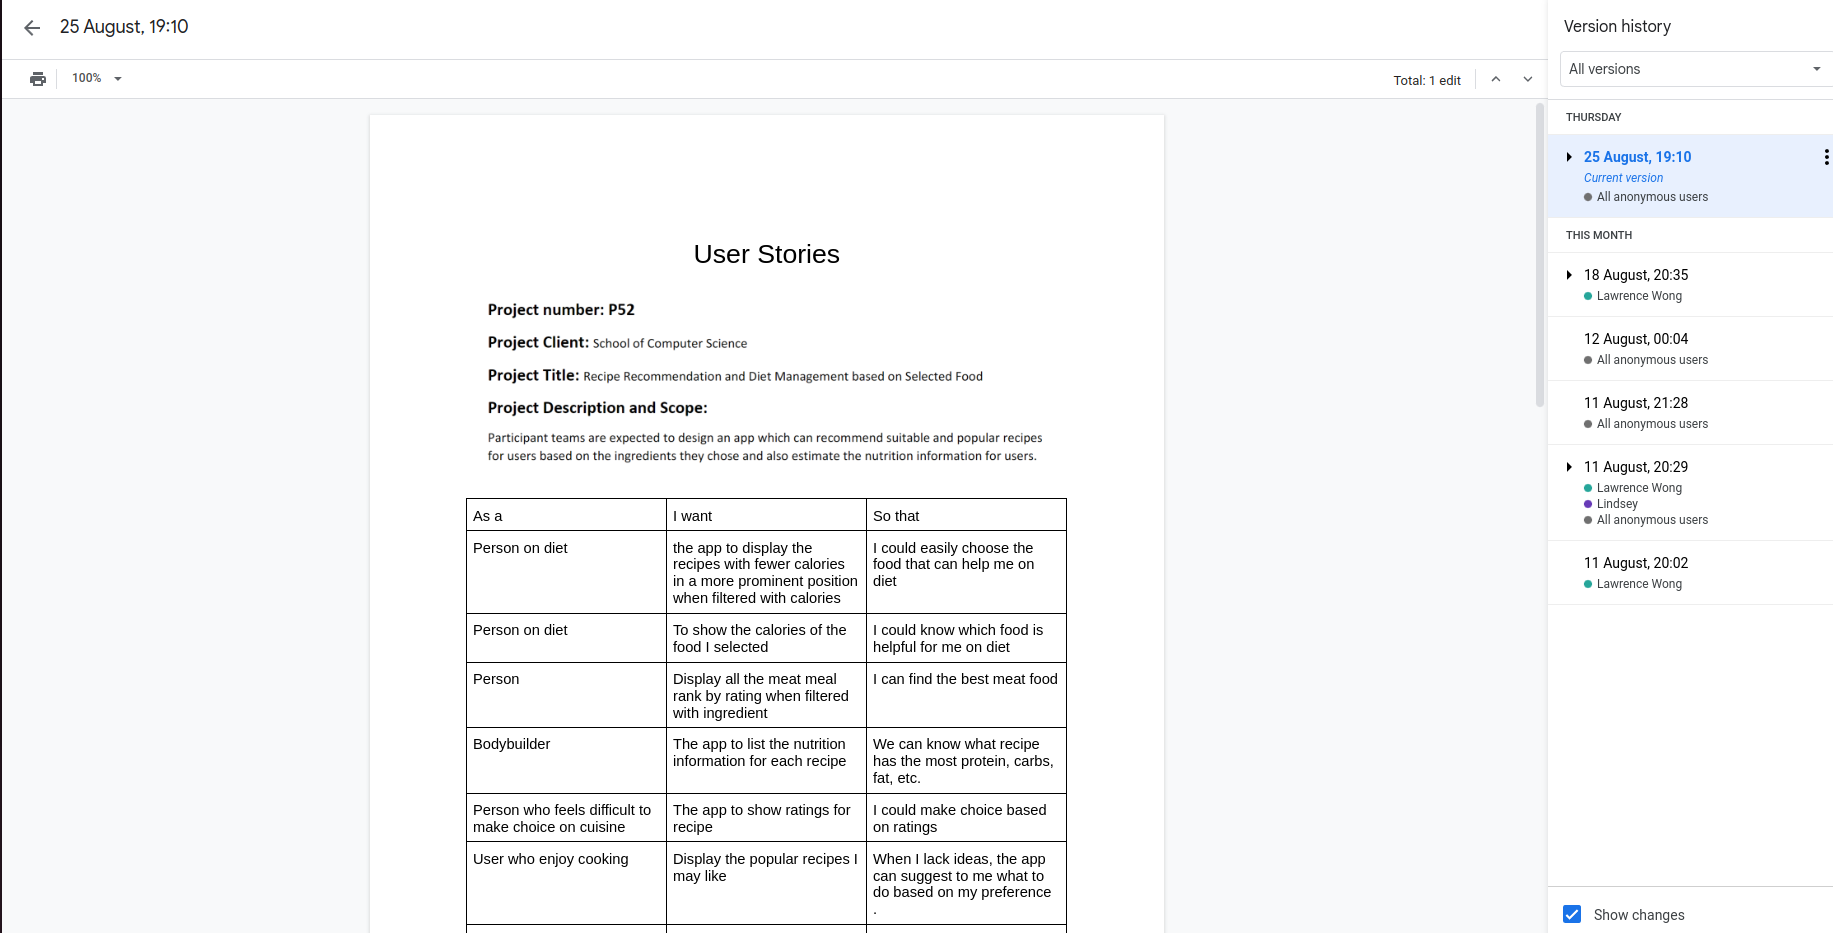 25 August, 19:10
100%
Total: 1 edit
User Stories
Project number: P52
Project Client: School of Computer Science
Project Title: Recipe Recommendation and Diet Management based on Selected Food
Project Description and Scope:
Participant teams are expected to design an app which can recommend suitable and popular recipes
for users based on the ingredients they chose and also estimate the nutrition information for users.
As a
I want
So that
Person on diet
the app to display the
recipes with fewer calories
in a more prominent position
when filtered with calories
I could easily choose the
food that can help me on
diet
Person on diet
To show the calories of the
food I selected
I could know which food is
helpful for me on diet
Person
Display all the meat meal
rank by rating when filtered
with ingredient
I can find the best meat food
Bodybuilder
The app to list the nutrition
information for each recipe
We can know what recipe
has the most protein, carbs,
fat, etc.
Person who feels difficult to
make choice on cuisine
The app to show ratings for
recipe
I could make choice based
on ratings
User who enjoy cooking
Display the popular recipes I
may like
When I lack ideas, the app
can suggest to me what to
do based on my preference
.
Version history
All versions
THURSDAY
25 August, 19:10
Current version
All anonymous users
THIS MONTH
18 August, 20:35
Lawrence Wong
12 August, 00:04
All anonymous users
11 August, 21:28
All anonymous users
11 August, 20:29
Lawrence Wong
Lindsey
All anonymous users
11 August, 20:02
Lawrence Wong
Show changes